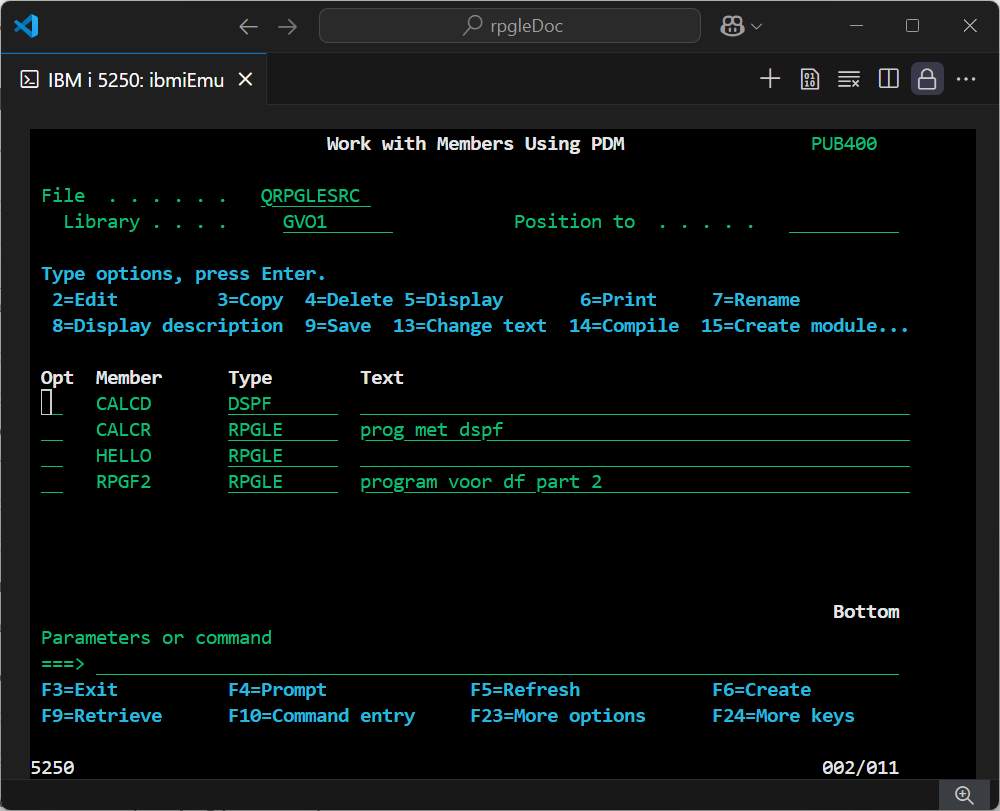 rpgleDoc
IBM i 5250: ibmiEmu
Work with Members Using PDM PUB400
File . . . . . . QRPGLESRC
Library . . . . GVO1 Position to . . . . .
Type options, press Enter.
2=Edit 3=Copy 4=Delete 5=Display 6=Print 7=Rename
8=Display description 9=Save 13=Change text 14=Compile 15=Create module...
Opt Member Type Text
CALCD DSPF
CALCR RPGLE prog met dspf
HELLO RPGLE
RPGF2 RPGLE program voor df part 2
Bottom
Parameters or command
===>
F3=Exit F4=Prompt F5=Refresh F6=Create
F9=Retrieve F10=Command entry F23=More options F24=More keys
5250 002/011